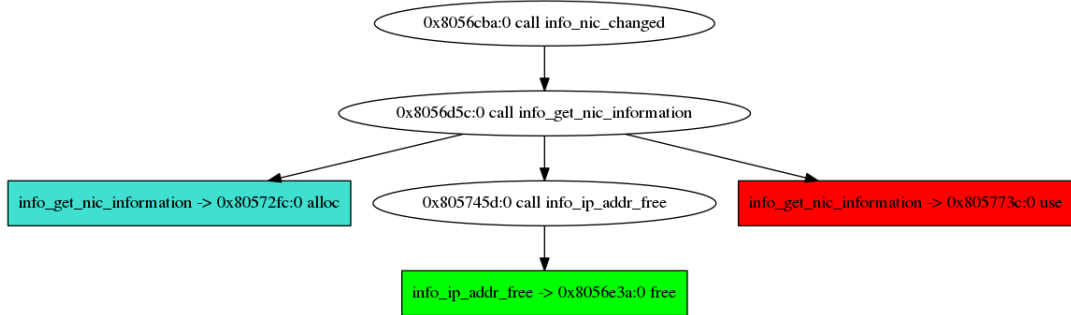 0x8056cba:0 call info_nic_changed
0x8056d5c:0 call info_get_nic_information
info_get_nic_information -> 0x80572fc:0 alloc
0x805745d:0 call info_ip_addr_free
info_get_nic_information -> 0x805773c:0 use
info_ip_addr_free -> 0x8056e3a:0 free